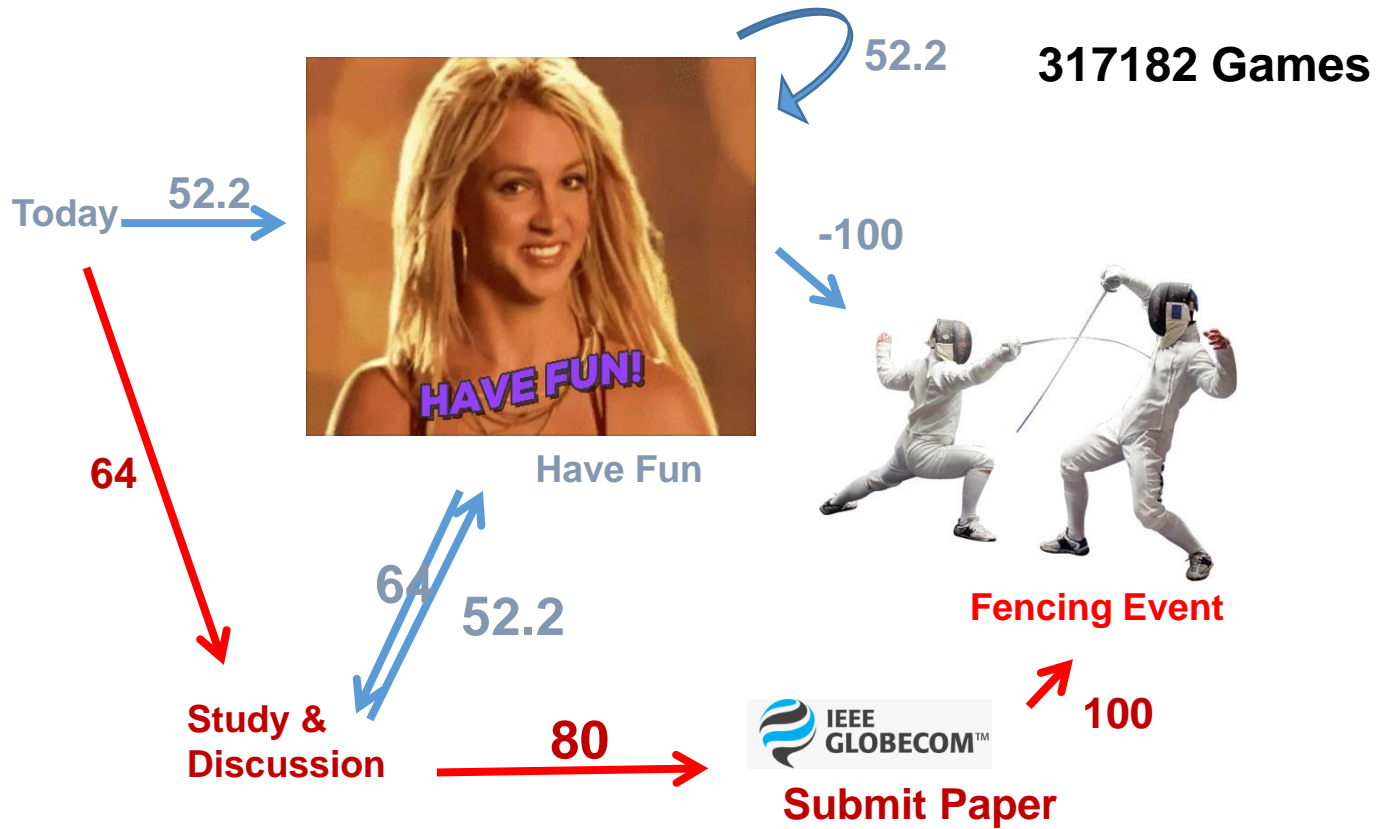 52.2
317182 Games
Today
52.2
-100
HAVE FUN!
Have Fun
64
64
52.2
Fencing Event
Study &
Discussion
80
IEEE
GLOBECOM™
100
Submit Paper